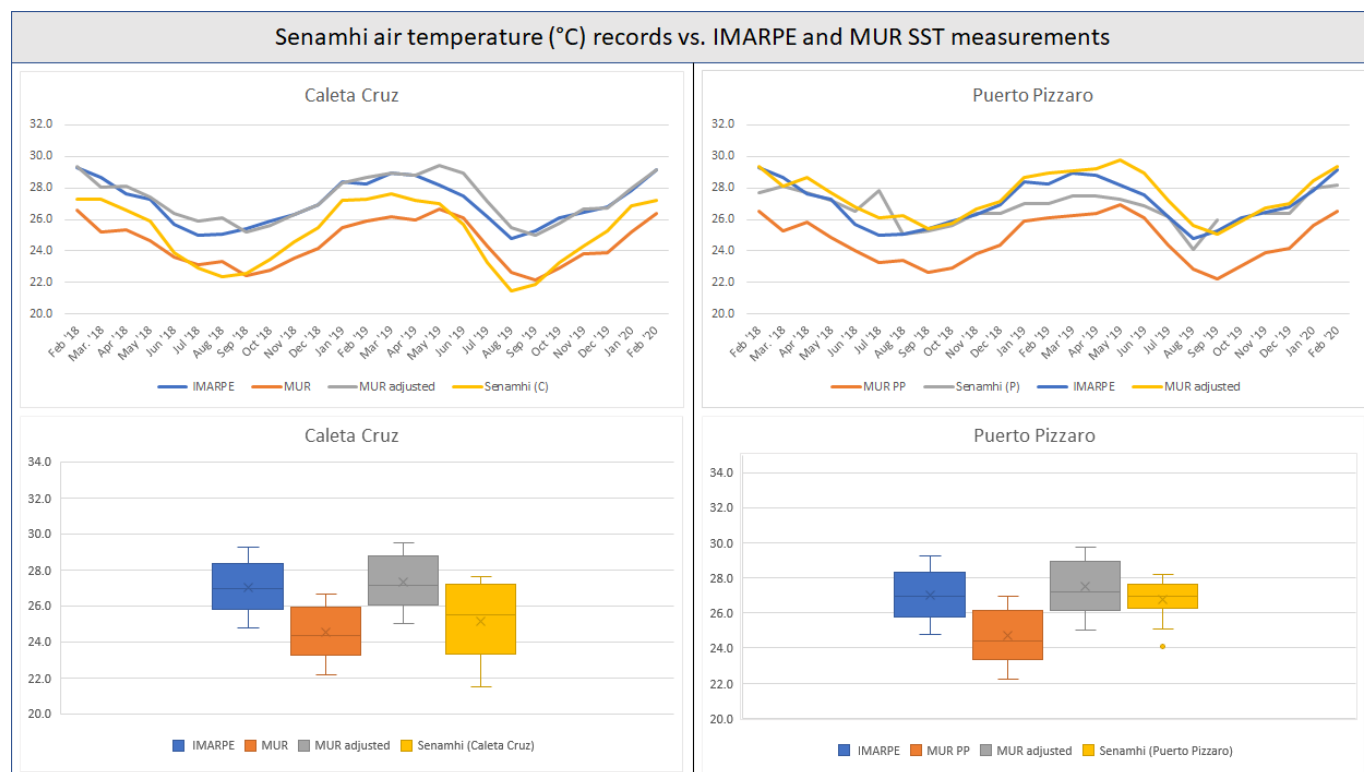 Senamhi air temperature (°C) records vs. IMARPE and MUR SST measurements
Caleta Cruz
32.0
30.0
28.0
26.0
24.0
22.0
20.0
Feb '18 Mar. '18 Apr '18 May '18 Jun '18 Jul '18 Aug '18 Sep '18 Oct '18 Nov '18 Dec '18 Jan '19 Feb '19 Mar '19 Apr '19 May '19 Jun '19 Jul '19 Aug '19 Sep '19 Oct '19 Nov '19 Dec '19 Jan '20 Feb '20
IMARPE MUR MUR adjusted Senamhi (C)
Puerto Pizzaro
32.0
30.0
28.0
26.0
24.0
22.0
20.0
Feb '18 Mar. '18 Apr '18 May '18 Jun '18 Jul '18 Aug '18 Sep '18 Oct '18 Nov '18 Dec '18 Jan '19 Feb '19 Mar '19 Apr '19 May '19 Jun '19 Jul '19 Aug '19 Sep '19 Oct '19 Nov '19 Dec '19 Jan '20 Feb '20
MUR PP Senamhi (P) IMARPE MUR adjusted
Caleta Cruz
34.0
32.0
30.0
28.0
26.0
24.0
22.0
20.0
IMARPE MUR MUR adjusted Senamhi (Caleta Cruz)
Puerto Pizzaro
34.0
32.0
30.0
28.0
26.0
24.0
22.0
20.0
IMARPE MUR PP MUR adjusted Senamhi (Puerto Pizzaro)